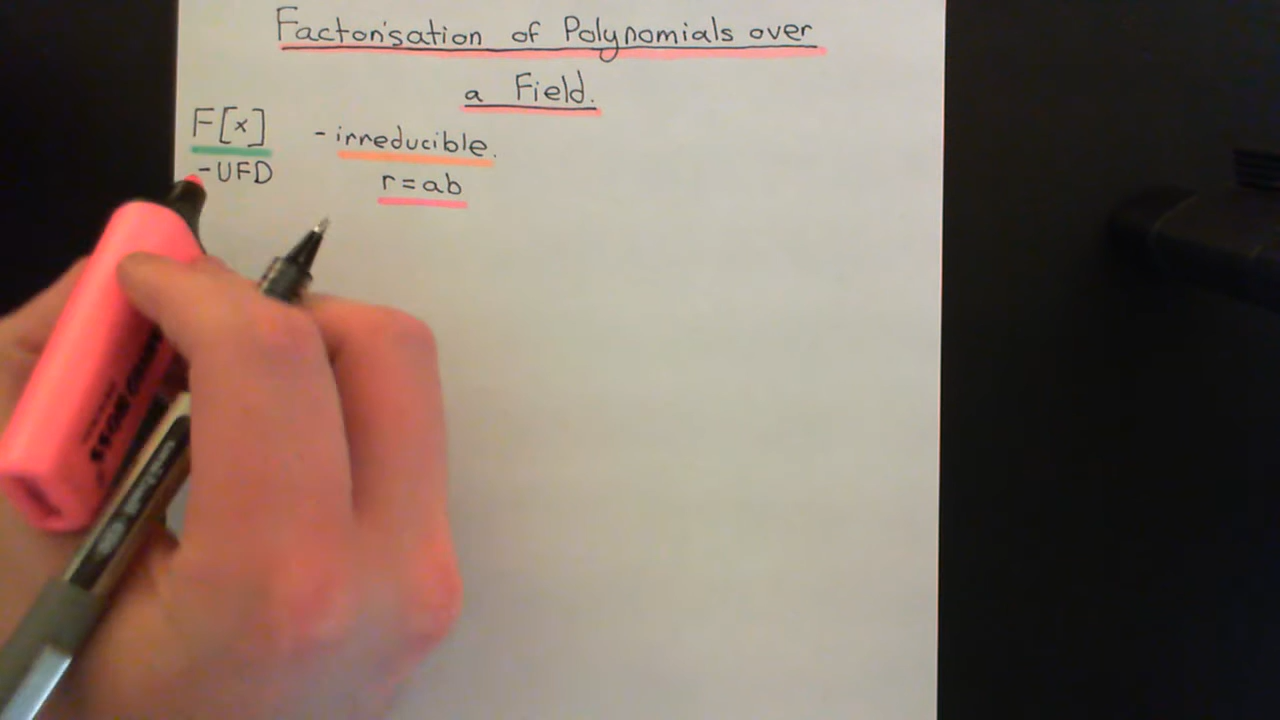 Factorisation of Polynomials over
a Field.
F[x] - irreducible.
-UFD r=ab